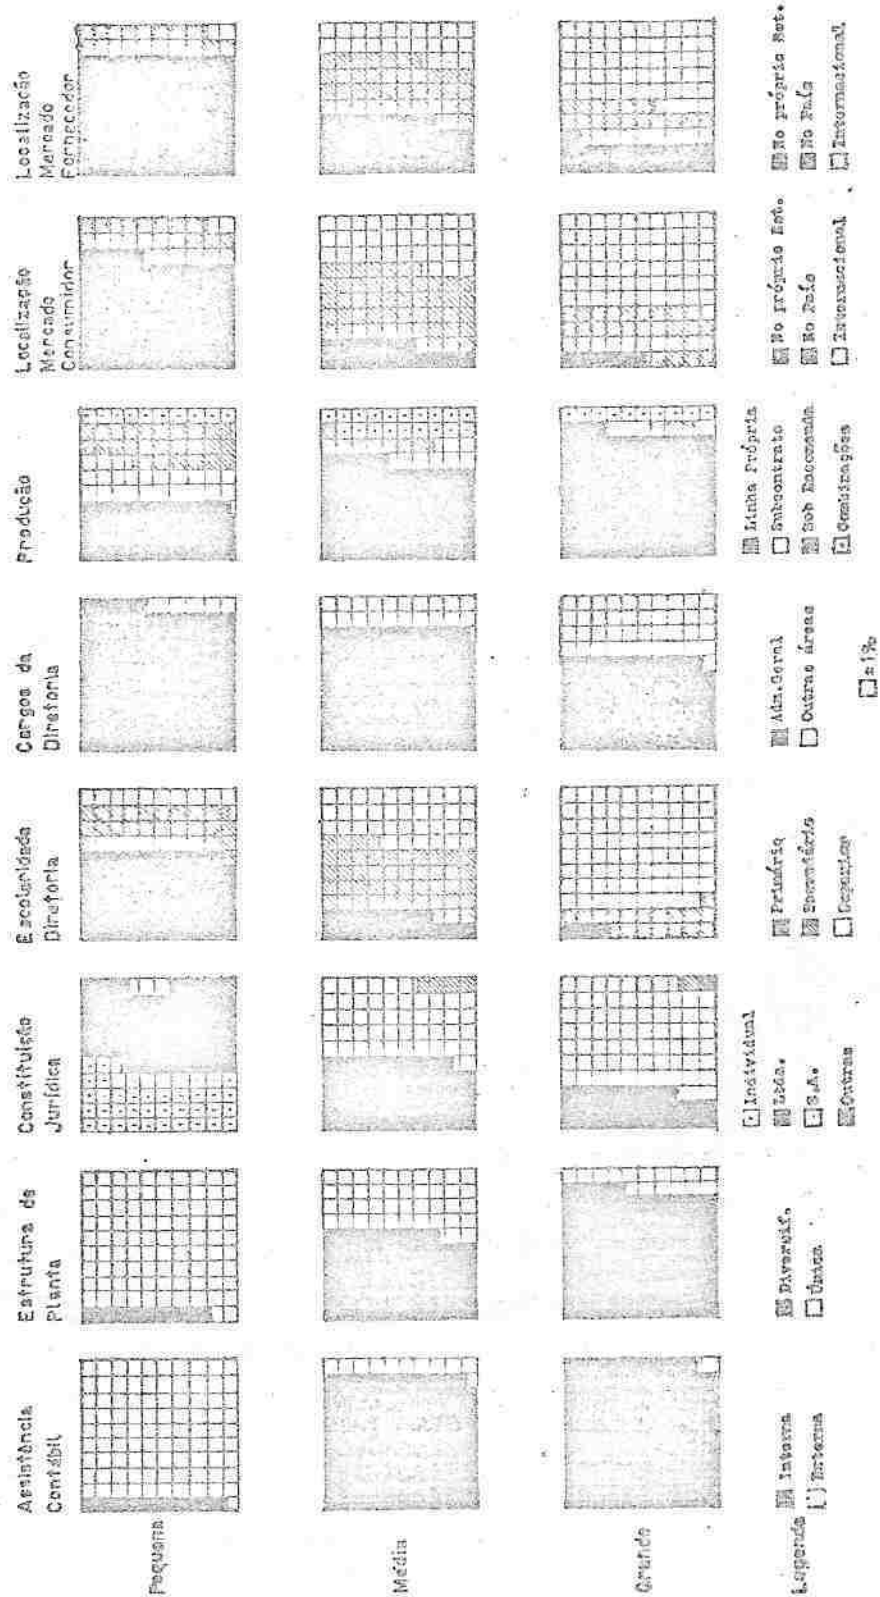 Assistência
Contábil
Estrutura de
Planta
Constituição
Jurídica
Escolaridade
Diretoria
Cargos da
Diretoria
Produção
Localização
Mercado
Consumidor
Localização
Mercado
Fornecedor
Pequena
Média
Grande
Legenda
Interna
Externa
Diversif.
Única
Individual
Ltda.
S.A.
Outras
Primário
Secundário
Superior
Adm.Geral
Outras áreas
Linha Própria
Subcontrato
Sob Encomenda
Combinações
No próprio Est.
No País
Internacional
No próprio Est.
No País
Internacional
= 1%